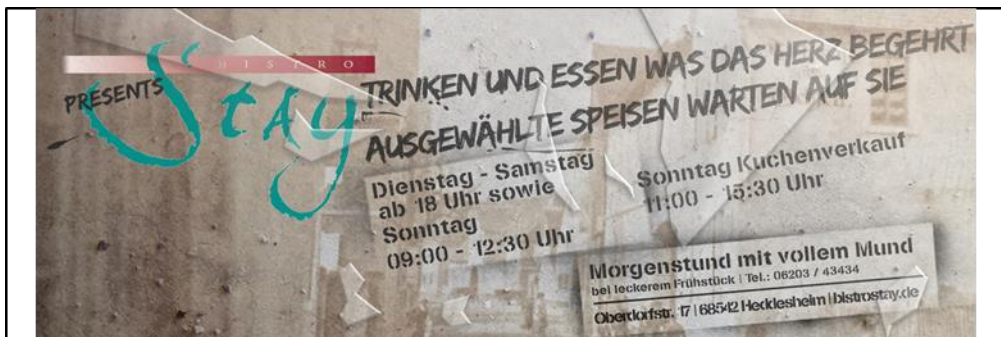 BISTRO
PRESENTS
Stay
TRINKEN UND ESSEN WAS DAS HERZ BEGEHRT
AUSGEWÄHLTE SPEISEN WARTEN AUF SIE
Dienstag - Samstag
ab 18 Uhr sowie
Sonntag
09:00 - 12:30 Uhr
Sonntag Kuchenverkauf
11:00 - 15:30 Uhr
Morgenstund mit vollem Mund
bei leckerem Frühstück | Tel.: 06203 / 43434
Oberdorfstr. 17 | 68542 Heddesheim | bistrostay.de